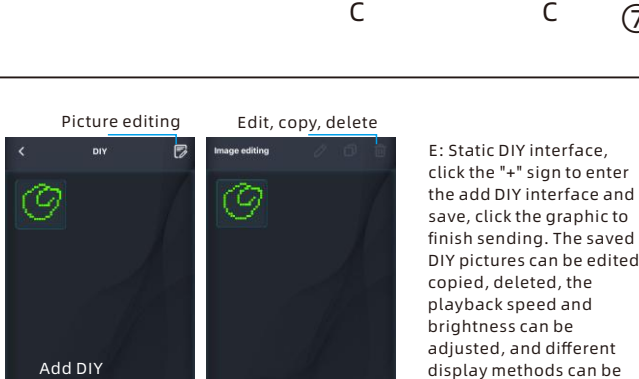 C C ⑦
Picture editing
Edit, copy, delete
DIY
Image editing
Add DIY
E: Static DIY interface,
click the "+" sign to enter
the add DIY interface and
save, click the graphic to
finish sending. The saved
DIY pictures can be edited
copied, deleted, the
playback speed and
brightness can be
adjusted, and different
display methods can be